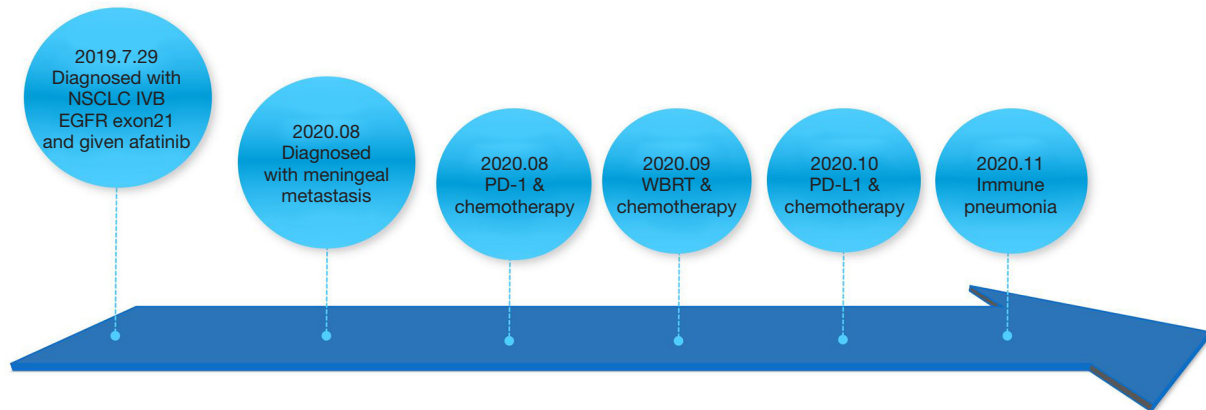 2019.7.29
Diagnosed with
NSCLC IVB
EGFR exon21
and given afatinib
2020.08
Diagnosed
with meningeal
metastasis
2020.08
PD-1 &
chemotherapy
2020.09
WBRT &
chemotherapy
2020.10
PD-L1 &
chemotherapy
2020.11
Immune
pneumonia